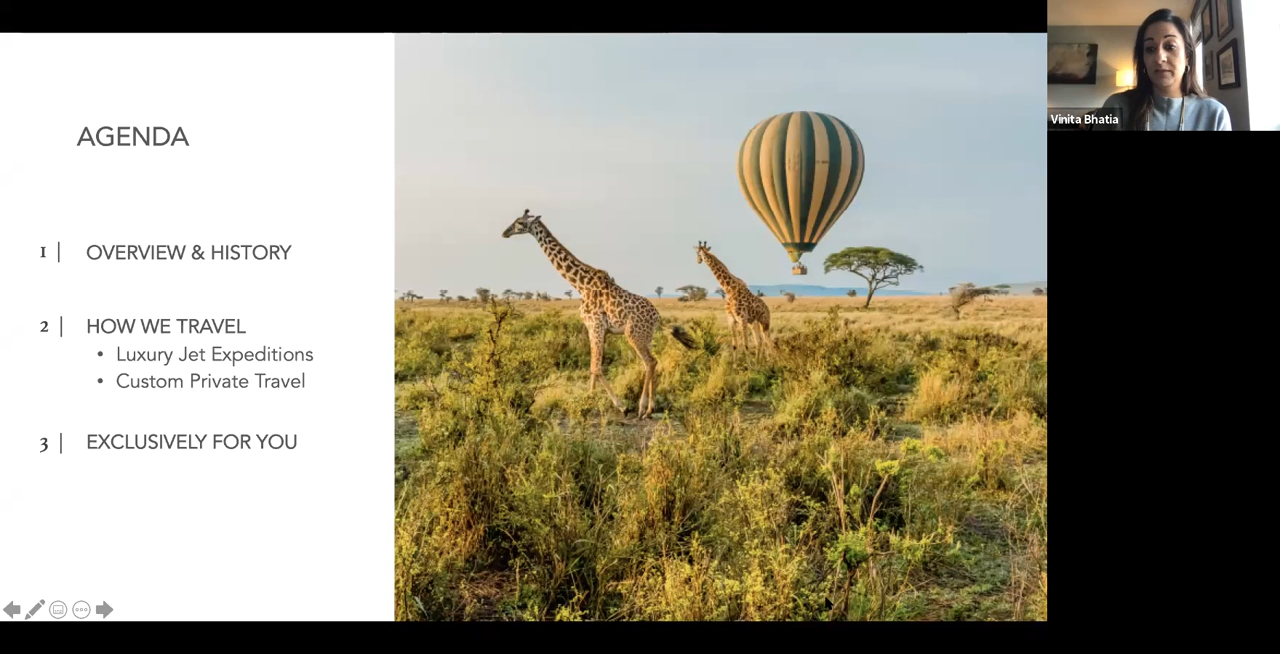 AGENDA
1 | OVERVIEW & HISTORY
2 | HOW WE TRAVEL
• Luxury Jet Expeditions
• Custom Private Travel
3 | EXCLUSIVELY FOR YOU
Vinita Bhatia